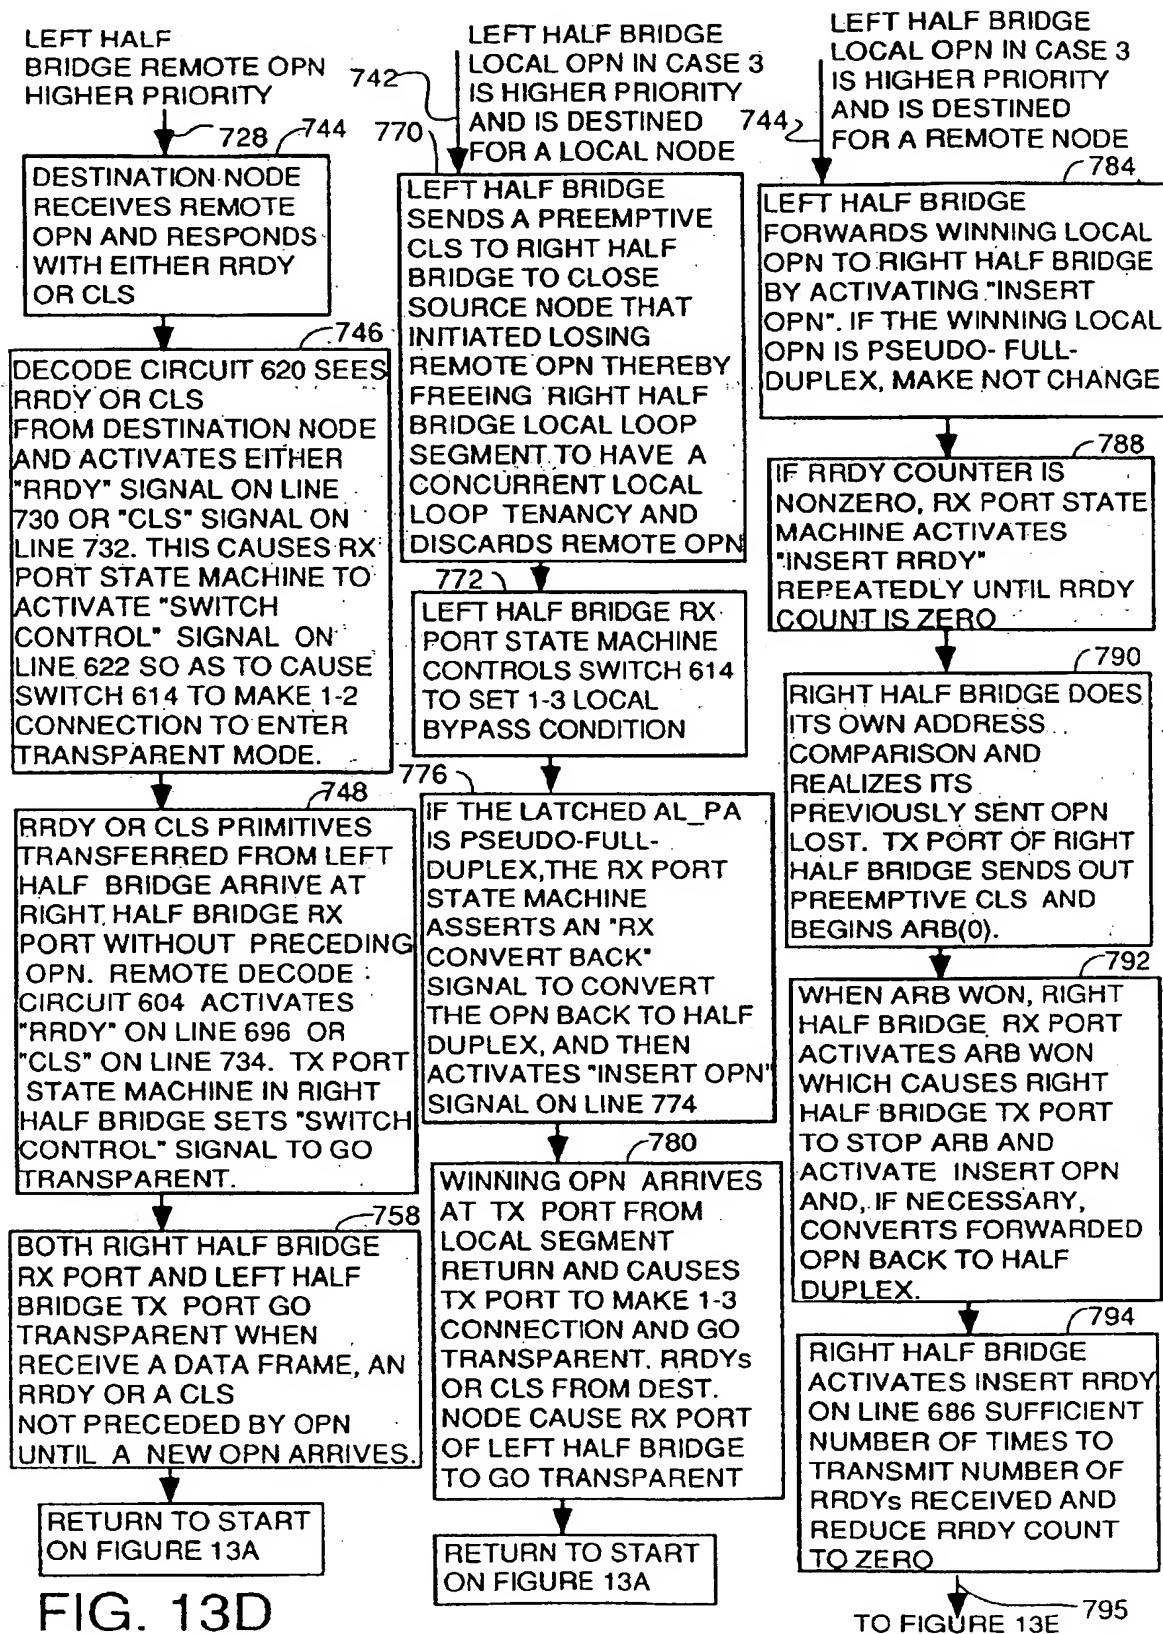 LEFT HALF
BRIDGE REMOTE OPN
HIGHER PRIORITY
728
744
DESTINATION NODE
RECEIVES REMOTE
OPN AND RESPONDS
WITH EITHER RRDY
OR CLS
746
DECODE CIRCUIT 620 SEES
RRDY OR CLS
FROM DESTINATION NODE
AND ACTIVATES EITHER
"RRDY" SIGNAL ON LINE
730 OR "CLS" SIGNAL ON
LINE 732. THIS CAUSES RX
PORT STATE MACHINE TO
ACTIVATE "SWITCH
CONTROL" SIGNAL ON
LINE 622 SO AS TO CAUSE
SWITCH 614 TO MAKE 1-2
CONNECTION TO ENTER
TRANSPARENT MODE.
748
RRDY OR CLS PRIMITIVES
TRANSFERRED FROM LEFT
HALF BRIDGE ARRIVE AT
RIGHT HALF BRIDGE RX
PORT WITHOUT PRECEDING
OPN. REMOTE DECODE
CIRCUIT 604 ACTIVATES
"RRDY" ON LINE 696 OR
"CLS" ON LINE 734. TX PORT
STATE MACHINE IN RIGHT
HALF BRIDGE SETS "SWITCH
CONTROL" SIGNAL TO GO
TRANSPARENT.
758
BOTH RIGHT HALF BRIDGE
RX PORT AND LEFT HALF
BRIDGE TX PORT GO
TRANSPARENT WHEN
RECEIVE A DATA FRAME, AN
RRDY OR A CLS
NOT PRECEDED BY OPN
UNTIL A NEW OPN ARRIVES.
RETURN TO START
ON FIGURE 13A
FIG. 13D
LEFT HALF BRIDGE
LOCAL OPN IN CASE 3
IS HIGHER PRIORITY
AND IS DESTINED
FOR A LOCAL NODE
742
770
LEFT HALF BRIDGE
SENDS A PREEMPTIVE
CLS TO RIGHT HALF
BRIDGE TO CLOSE
SOURCE NODE THAT
INITIATED LOSING
REMOTE OPN THEREBY
FREEING RIGHT HALF
BRIDGE LOCAL LOOP
SEGMENT TO HAVE A
CONCURRENT LOCAL
LOOP TENANCY AND
DISCARDS REMOTE OPN
772
LEFT HALF BRIDGE RX
PORT STATE MACHINE
CONTROLS SWITCH 614
TO SET 1-3 LOCAL
BYPASS CONDITION
776
IF THE LATCHED AL_PA
IS PSEUDO-FULL-
DUPLEX,THE RX PORT
STATE MACHINE
ASSERTS AN "RX
CONVERT BACK"
SIGNAL TO CONVERT
THE OPN BACK TO HALF
DUPLEX, AND THEN
ACTIVATES "INSERT OPN"
SIGNAL ON LINE 774
780
WINNING OPN ARRIVES
AT TX PORT FROM
LOCAL SEGMENT
RETURN AND CAUSES
TX PORT TO MAKE 1-3
CONNECTION AND GO
TRANSPARENT. RRDYs
OR CLS FROM DEST.
NODE CAUSE RX PORT
OF LEFT HALF BRIDGE
TO GO TRANSPARENT
RETURN TO START
ON FIGURE 13A
LEFT HALF BRIDGE
LOCAL OPN IN CASE 3
IS HIGHER PRIORITY
AND IS DESTINED
FOR A REMOTE NODE
744
784
LEFT HALF BRIDGE
FORWARDS WINNING LOCAL
OPN TO RIGHT HALF BRIDGE
BY ACTIVATING "INSERT
OPN". IF THE WINNING LOCAL
OPN IS PSEUDO- FULL-
DUPLEX, MAKE NOT CHANGE
788
IF RRDY COUNTER IS
NONZERO, RX PORT STATE
MACHINE ACTIVATES
"INSERT RRDY"
REPEATEDLY UNTIL RRDY
COUNT IS ZERO
790
RIGHT HALF BRIDGE DOES
ITS OWN ADDRESS
COMPARISON AND
REALIZES ITS
PREVIOUSLY SENT OPN
LOST. TX PORT OF RIGHT
HALF BRIDGE SENDS OUT
PREEMPTIVE CLS AND
BEGINS ARB(0).
792
WHEN ARB WON, RIGHT
HALF BRIDGE RX PORT
ACTIVATES ARB WON
WHICH CAUSES RIGHT
HALF BRIDGE TX PORT
TO STOP ARB AND
ACTIVATE INSERT OPN
AND, IF NECESSARY,
CONVERTS FORWARDED
OPN BACK TO HALF
DUPLEX.
794
RIGHT HALF BRIDGE
ACTIVATES INSERT RRDY
ON LINE 686 SUFFICIENT
NUMBER OF TIMES TO
TRANSMIT NUMBER OF
RRDYs RECEIVED AND
REDUCE RRDY COUNT
TO ZERO
795
TO FIGURE 13E